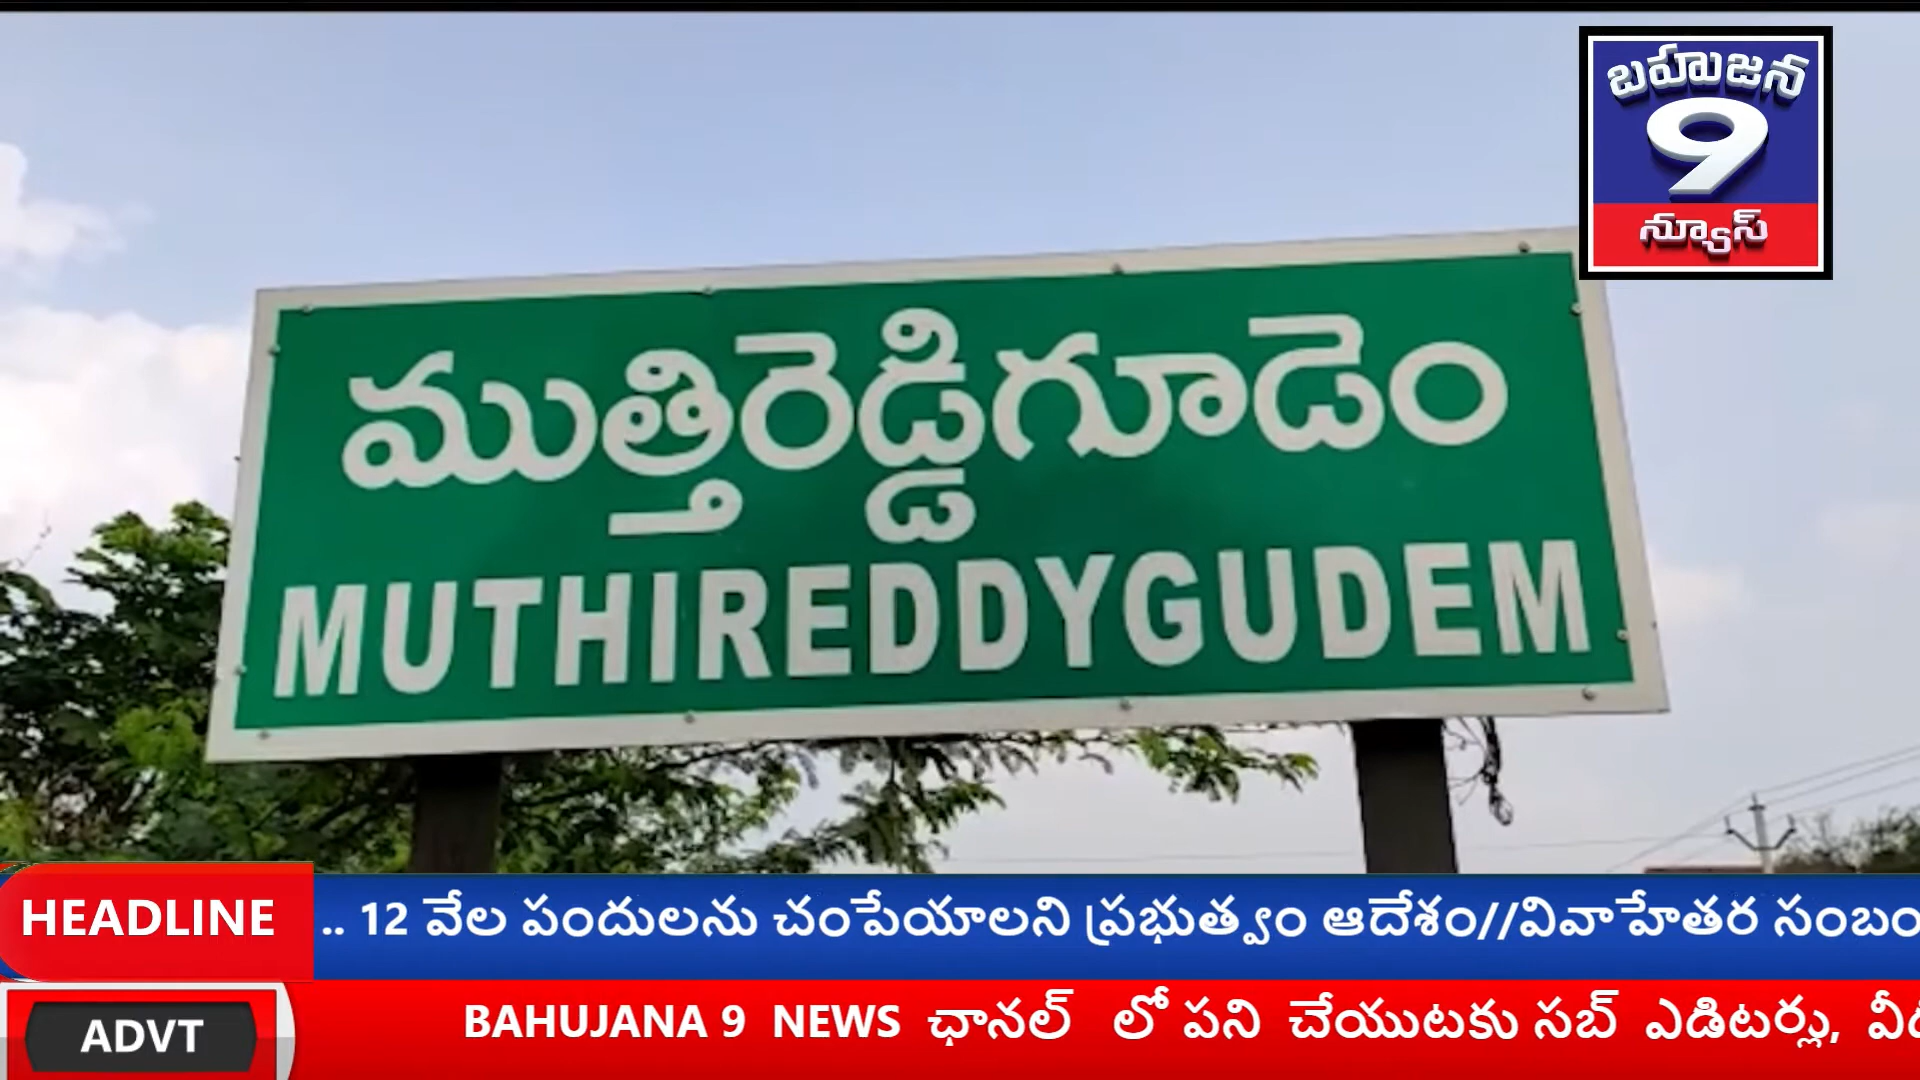 బహుజన
9
న్యూస్
ముత్తిరెడ్డిగూడెం
MUTHIREDDYGUDEM
HEADLINE
.. 12 వేల పందులను చంపేయాలని ప్రభుత్వం ఆదేశం//వివాహేతర
ADVT
BAHUJANA 9 NEWS ఛానల్ లో పని చేయుటకు సబ్ ఎడిటర్లు,